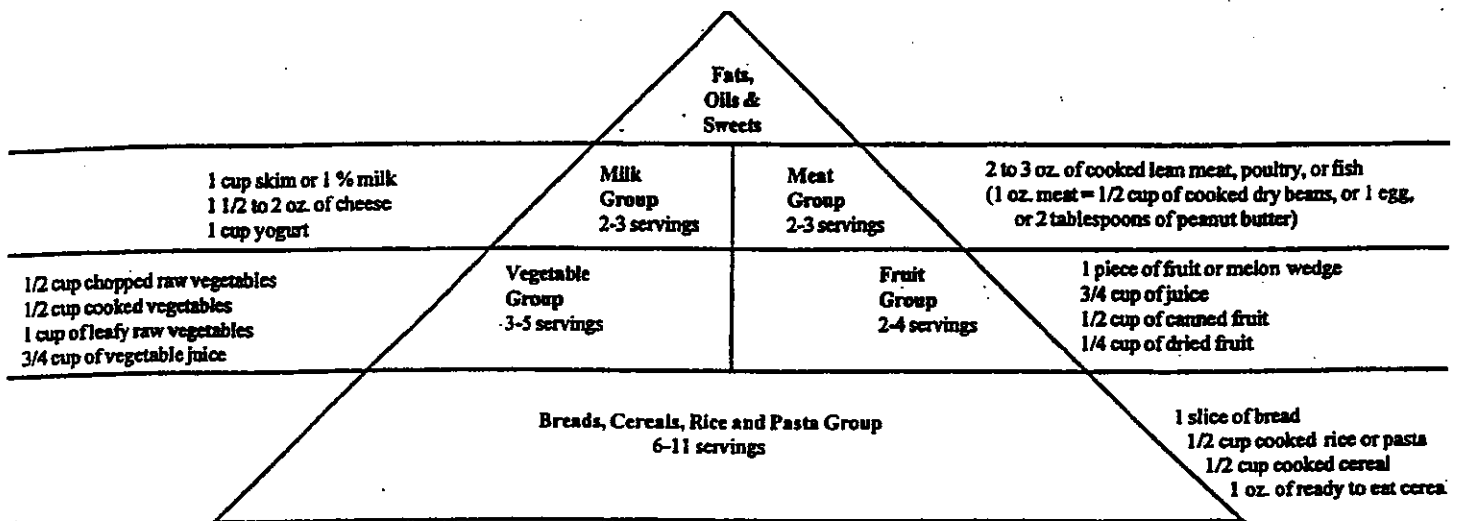 Fats,
Oils &
Sweets
1 cup skim or 1 % milk
1 1/2 to 2 oz. of cheese
1 cup yogurt
Milk
Group
2-3 servings
Meat
Group
2-3 servings
2 to 3 oz. of cooked lean meat, poultry, or fish
(1 oz. meat = 1/2 cup of cooked dry beans, or 1 egg,
or 2 tablespoons of peanut butter)
1/2 cup chopped raw vegetables
1/2 cup cooked vegetables
1 cup of leafy raw vegetables
3/4 cup of vegetable juice
Vegetable
Group
3-5 servings
Fruit
Group
2-4 servings
1 piece of fruit or melon wedge
3/4 cup of juice
1/2 cup of canned fruit
1/4 cup of dried fruit
Breads, Cereals, Rice and Pasta Group
6-11 servings
1 slice of bread
1/2 cup cooked rice or pasta
1/2 cup cooked cereal
1 oz. of ready to eat cerea